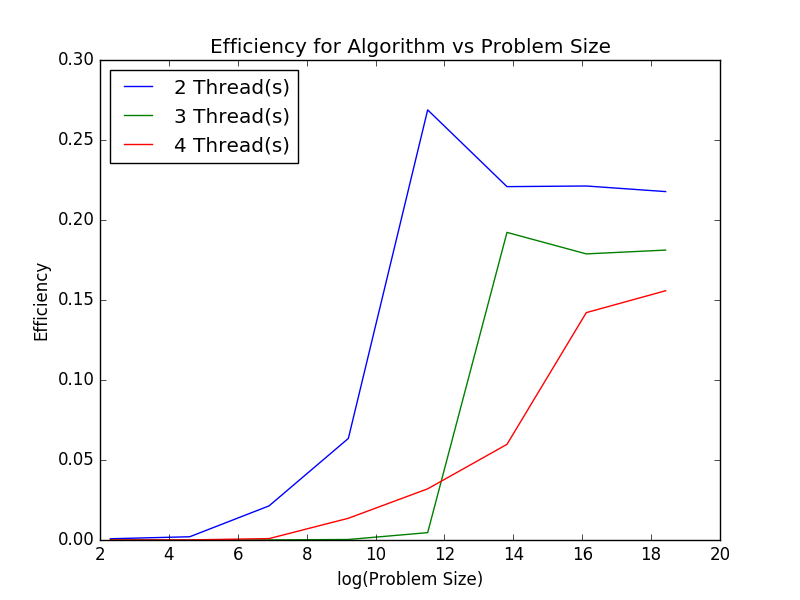 Efficiency for Algorithm vs Problem Size
0.30
2 Thread(s)
3 Thread(s)
4 Thread(s)
0.25
0.20
0.15
0.10
0.05
0.00
Efficiency
2 4 6 8 10 12 14 16 18 20
log(Problem Size)